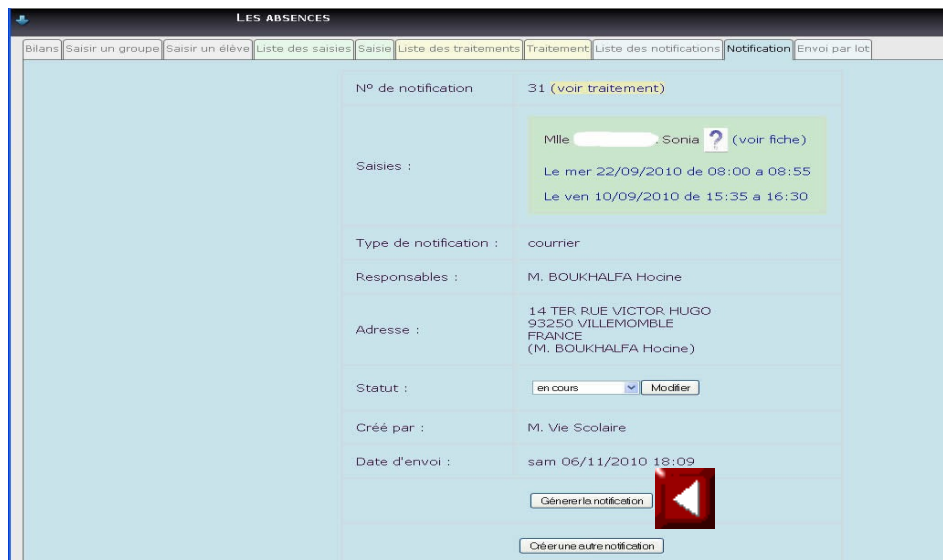 LES ABSENCES
Bilans Saisir un groupe Saisir un élève Liste des saisies Saisie Liste des traitements Traitement Liste des notifications Notification Envoi par lot
N° de notification 31 (voir traitement)
Saisies :
Mlle . Sonia ? (voir fiche)
Le mer 22/09/2010 de 08:00 a 08:55
Le ven 10/09/2010 de 15:35 a 16:30
Type de notification : courrier
Responsables : M. BOUKHALFA Hocine
Adresse :
14 TER RUE VICTOR HUGO
93250 VILLEMOMBLE
FRANCE
(M. BOUKHALFA Hocine)
Statut : en cours Modifier
Créé par : M. Vie Scolaire
Date d'envoi : sam 06/11/2010 18:09
Génerer la notification
Créer une autre notification